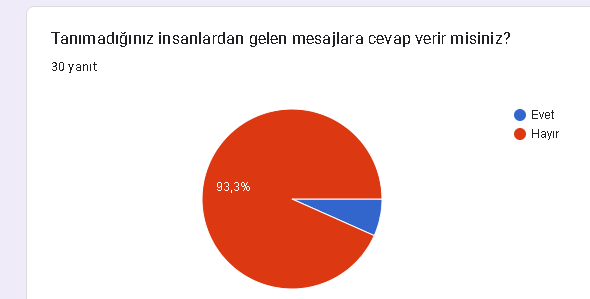 Tanımadığınız insanlardan gelen mesajlara cevap verir misiniz?
30 yanıt
Evet
Hayır
93,3%